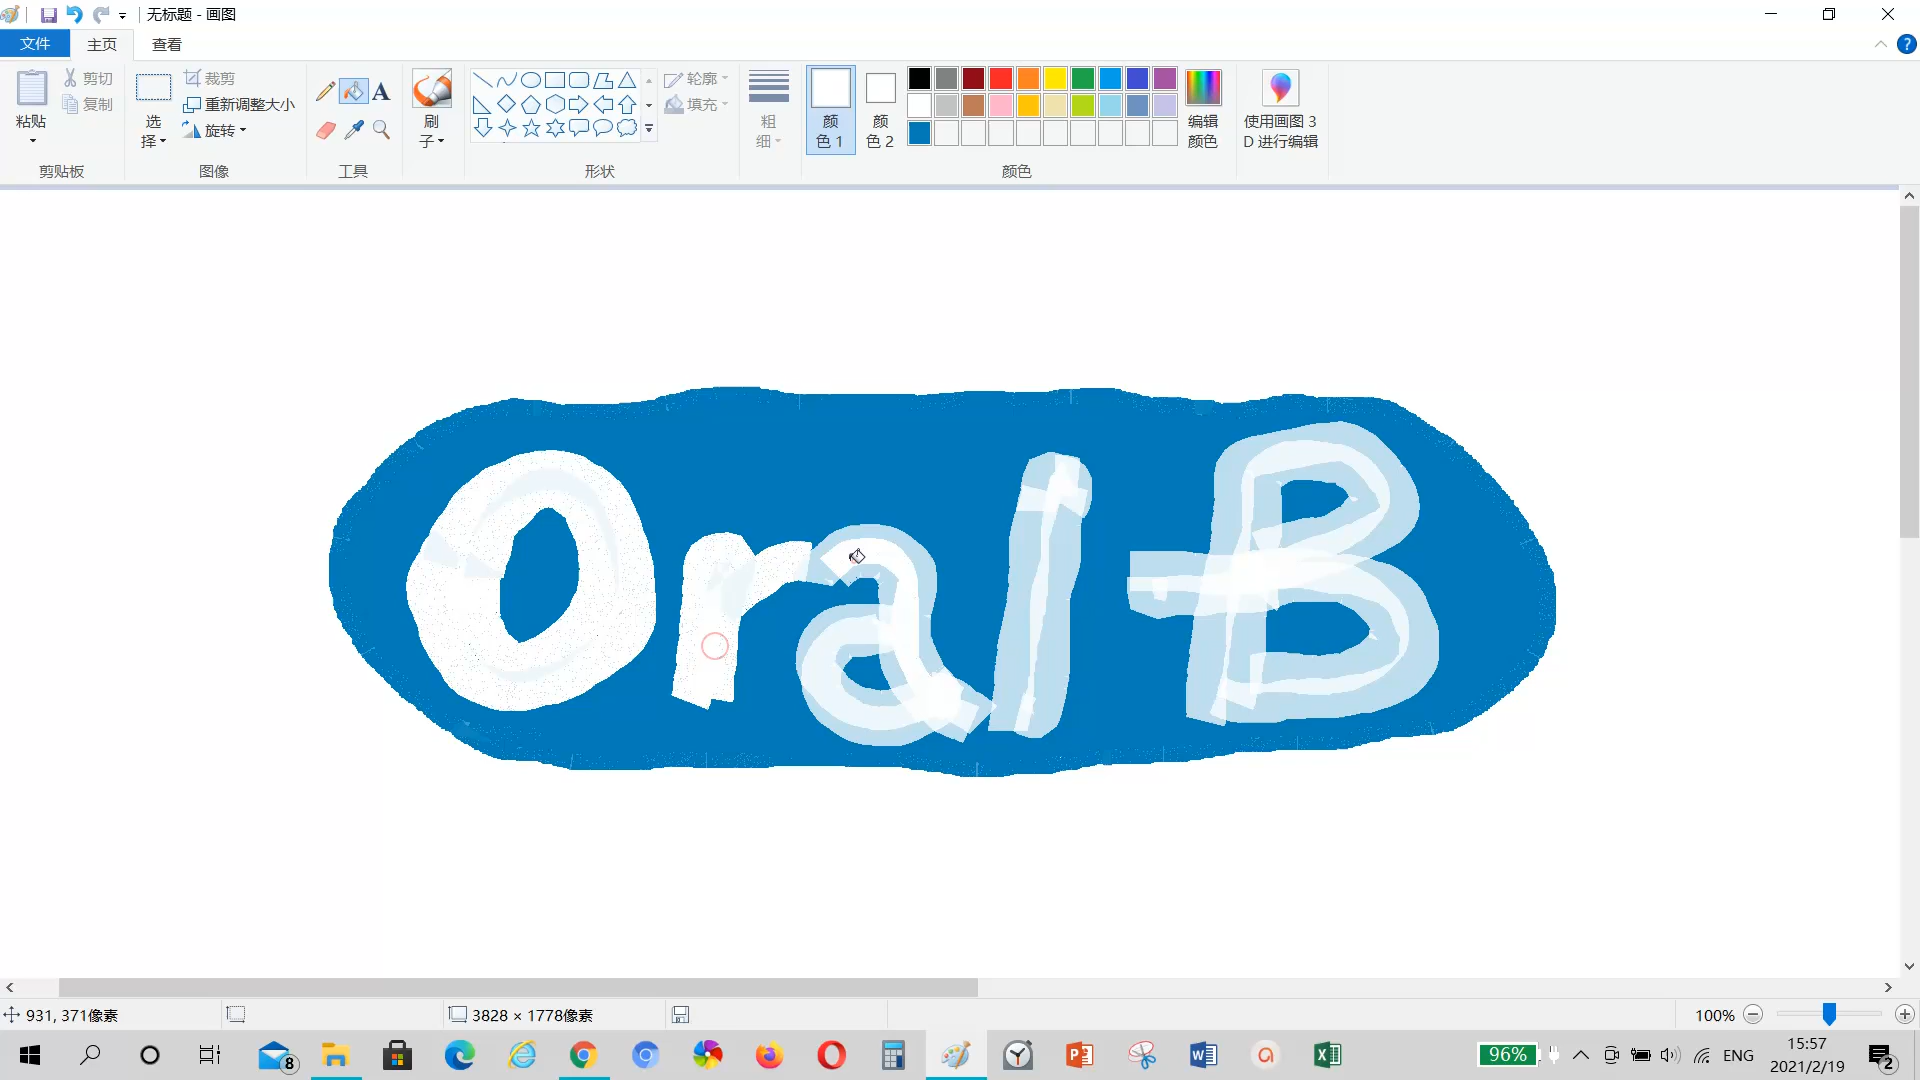 无标题 - 画图
文件 主页 查看
粘贴
剪切
复制
剪贴板
选择
裁剪
重新调整大小
旋转
图像
A
工具
刷子
形状
轮廓
填充
粗细
颜色 1
颜色 2
颜色
编辑颜色
使用画图 3D 进行编辑
?
Oral-B
931, 371像素
3828 × 1778像素
100%
8
96%
ENG
15:57
2021/2/19
2